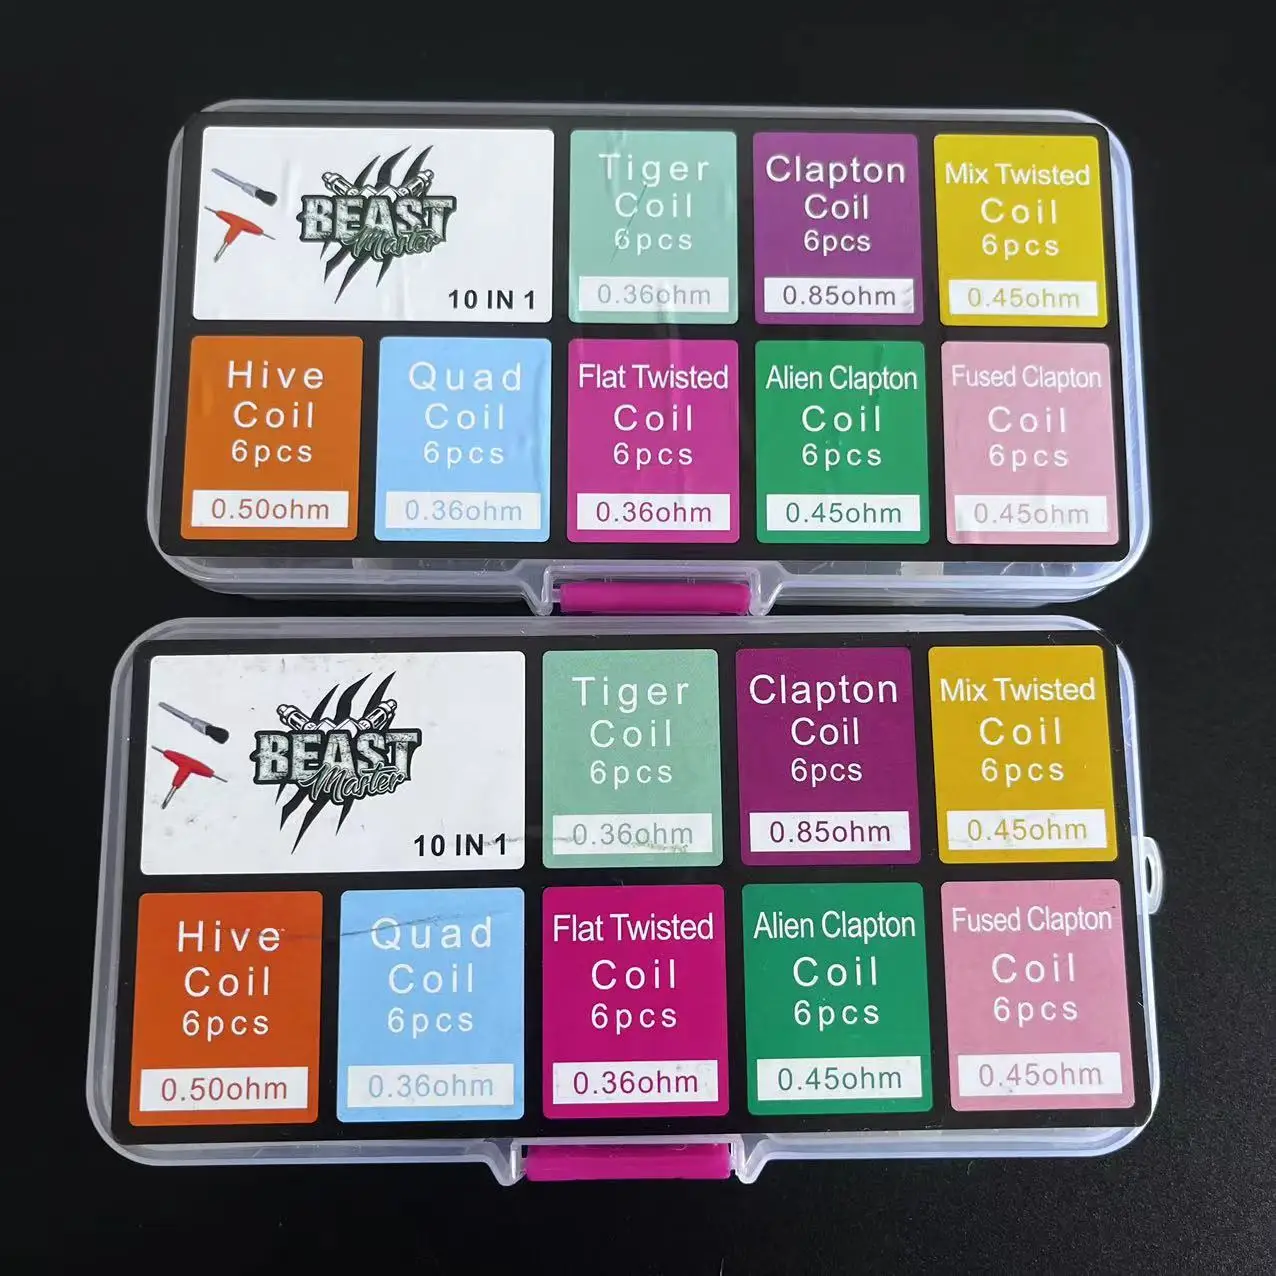 BEAST
Master
10 IN 1
Tiger
Coil
6pcs
0.36ohm
Clapton
Coil
6pcs
0.85ohm
Mix Twisted
Coil
6pcs
0.45ohm
Hive
Coil
6pcs
0.50ohm
Quad
Coil
6pcs
0.36ohm
Flat Twisted
Coil
6pcs
0.36ohm
Alien Clapton
Coil
6pcs
0.45ohm
Fused Clapton
Coil
6pcs
0.45ohm
BEAST
Master
10 IN 1
Tiger
Coil
6pcs
0.36ohm
Clapton
Coil
6pcs
0.85ohm
Mix Twisted
Coil
6pcs
0.45ohm
Hive
Coil
6pcs
0.50ohm
Quad
Coil
6pcs
0.36ohm
Flat Twisted
Coil
6pcs
0.36ohm
Alien Clapton
Coil
6pcs
0.45ohm
Fused Clapton
Coil
6pcs
0.45ohm